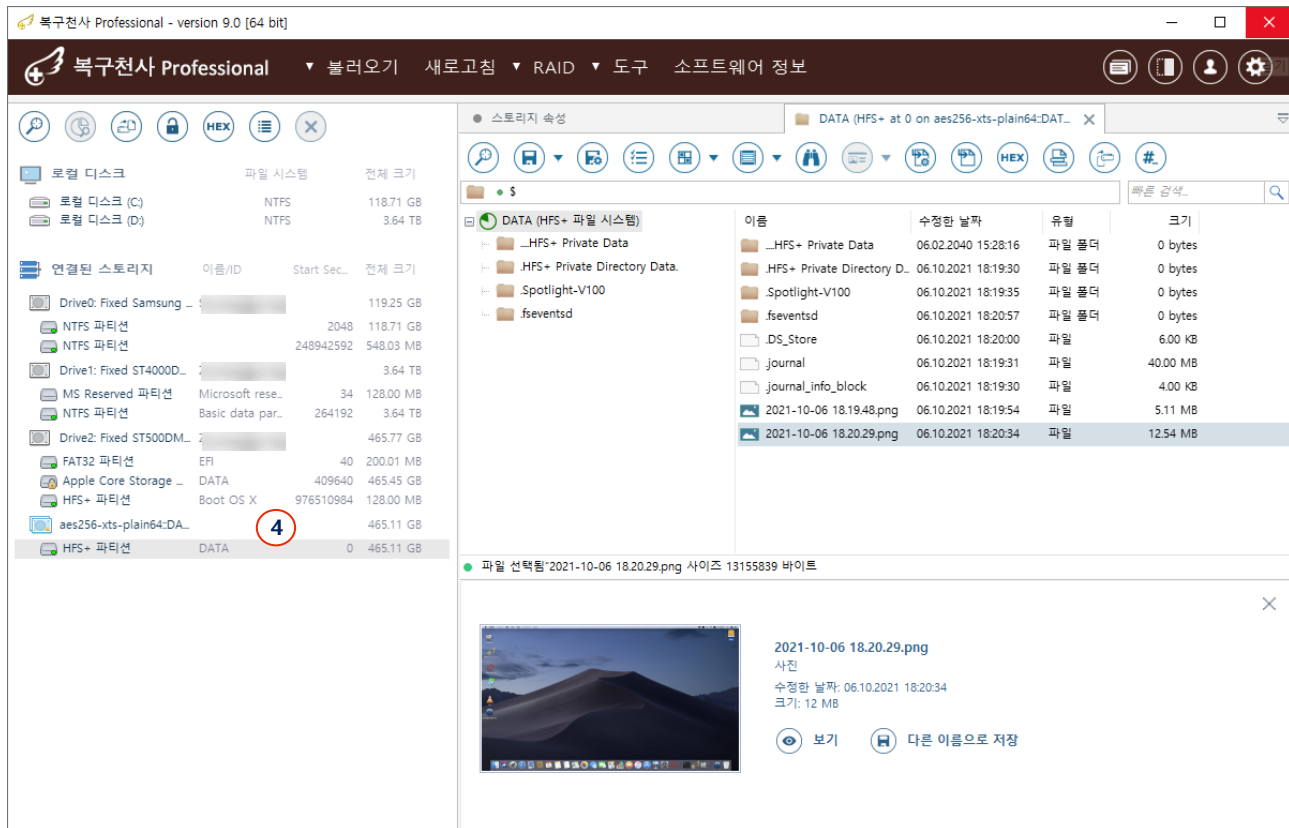 복구천사 Professional - version 9.0 [64 bit]
복구천사 Professional ▼ 불러오기 새로고침 ▼ RAID ▼ 도구 소프트웨어 정보
HEX
로컬 디스크 파일 시스템 전체 크기
로컬 디스크 (C:) NTFS 118.71 GB
로컬 디스크 (D:) NTFS 3.64 TB
연결된 스토리지 이름/ID Start Sec... 전체 크기
Drive0: Fixed Samsung ... 119.25 GB
NTFS 파티션 2048 118.71 GB
NTFS 파티션 248942592 548.03 MB
Drive1: Fixed ST4000D... 3.64 TB
MS Reserved 파티션 Microsoft rese... 34 128.00 MB
NTFS 파티션 Basic data par... 264192 3.64 TB
Drive2: Fixed ST500DM... 465.77 GB
FAT32 파티션 EFI 40 200.01 MB
Apple Core Storage ... DATA 409640 465.45 GB
HFS+ 파티션 Boot OS X 976510984 128.00 MB
aes256-xts-plain64::DA... 465.11 GB
4
HFS+ 파티션 DATA 0 465.11 GB
스토리지 속성
DATA (HFS+ at 0 on aes256-xts-plain64::DAT...
HEX #_
$
빠른 검색...
DATA (HFS+ 파일 시스템)
...HFS+ Private Data
.HFS+ Private Directory Data.
.Spotlight-V100
.fseventsd
이름 수정한 날짜 유형 크기
...HFS+ Private Data 06.02.2040 15:28:16 파일 폴더 0 bytes
.HFS+ Private Directory D... 06.10.2021 18:19:30 파일 폴더 0 bytes
.Spotlight-V100 06.10.2021 18:19:35 파일 폴더 0 bytes
.fseventsd 06.10.2021 18:20:57 파일 폴더 0 bytes
.DS_Store 06.10.2021 18:20:00 파일 6.00 KB
.journal 06.10.2021 18:19:31 파일 40.00 MB
.journal_info_block 06.10.2021 18:19:30 파일 4.00 KB
2021-10-06 18.19.48.png 06.10.2021 18:19:54 파일 5.11 MB
2021-10-06 18.20.29.png 06.10.2021 18:20:34 파일 12.54 MB
파일 선택됨"2021-10-06 18.20.29.png 사이즈 13155839 바이트
2021-10-06 18.20.29.png
사진
수정한 날짜: 06.10.2021 18:20:34
크기: 12 MB
보기 다른 이름으로 저장